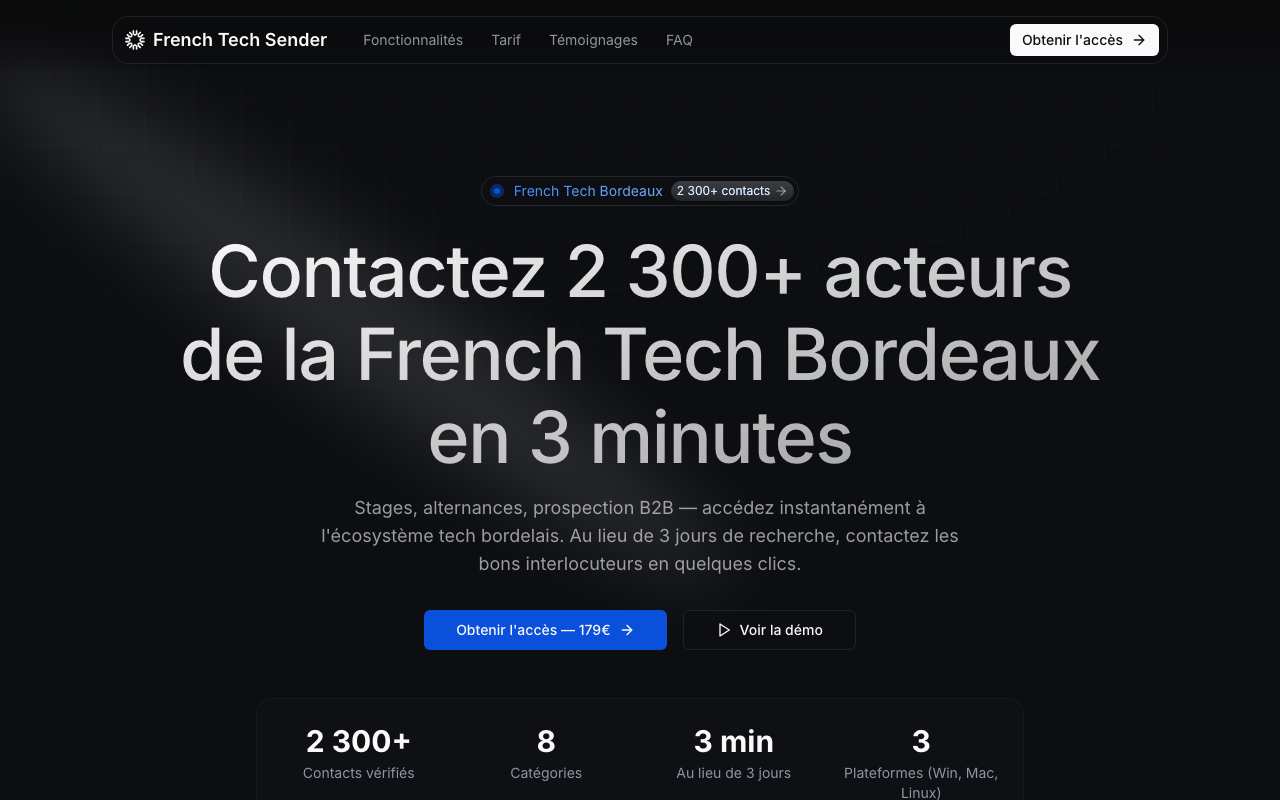 French Tech Sender
Fonctionnalités
Tarif
Témoignages
FAQ
Obtenir l'accès
French Tech Bordeaux
2 300+ contacts
Contactez 2 300+ acteurs
de la French Tech Bordeaux
en 3 minutes
Stages, alternances, prospection B2B — accédez instantanément à
l'écosystème tech bordelais. Au lieu de 3 jours de recherche, contactez les
bons interlocuteurs en quelques clics.
Obtenir l'accès — 179€
Voir la démo
2 300+
Contacts vérifiés
8
Catégories
3 min
Au lieu de 3 jours
3
Plateformes (Win, Mac,
Linux)